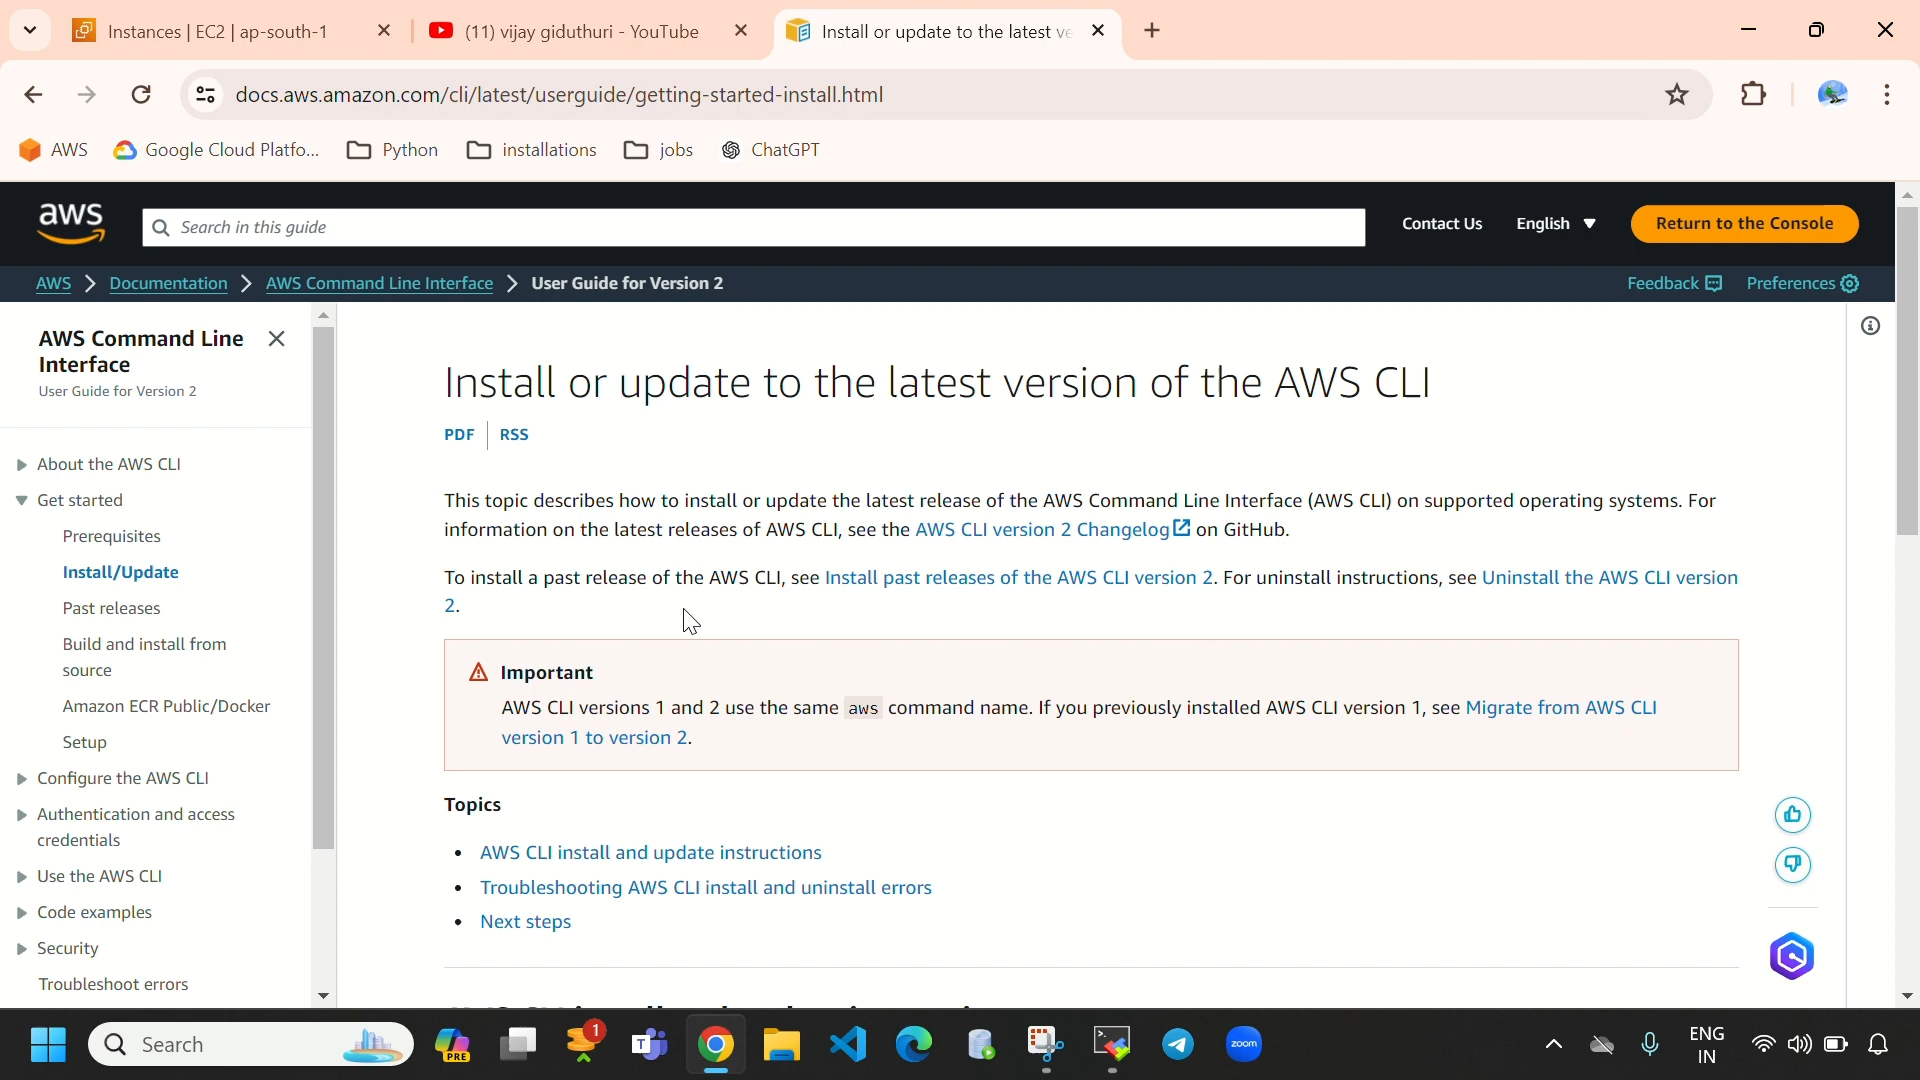 Instances | EC2 | ap-south-1
(11) vijay giduthuri - YouTube
Install or update to the latest ve
docs.aws.amazon.com/cli/latest/userguide/getting-started-install.html
AWS
Google Cloud Platfo...
Python
installations
jobs
ChatGPT
aws
Search in this guide
Contact Us
English
Return to the Console
AWS
Documentation
AWS Command Line Interface
User Guide for Version 2
Feedback
Preferences
AWS Command Line
Interface
User Guide for Version 2
About the AWS CLI
Get started
Prerequisites
Install/Update
Past releases
Build and install from
source
Amazon ECR Public/Docker
Setup
Configure the AWS CLI
Authentication and access
credentials
Use the AWS CLI
Code examples
Security
Troubleshoot errors
Install or update to the latest version of the AWS CLI
PDF
RSS
This topic describes how to install or update the latest release of the AWS Command Line Interface (AWS CLI) on supported operating systems. For
information on the latest releases of AWS CLI, see the AWS CLI version 2 Changelog on GitHub.
To install a past release of the AWS CLI, see Install past releases of the AWS CLI version 2. For uninstall instructions, see Uninstall the AWS CLI version
2.
Important
AWS CLI versions 1 and 2 use the same aws command name. If you previously installed AWS CLI version 1, see Migrate from AWS CLI
version 1 to version 2.
Topics
• AWS CLI install and update instructions
• Troubleshooting AWS CLI install and uninstall errors
• Next steps
Search
PRE
1
T
zoom
ENG
IN